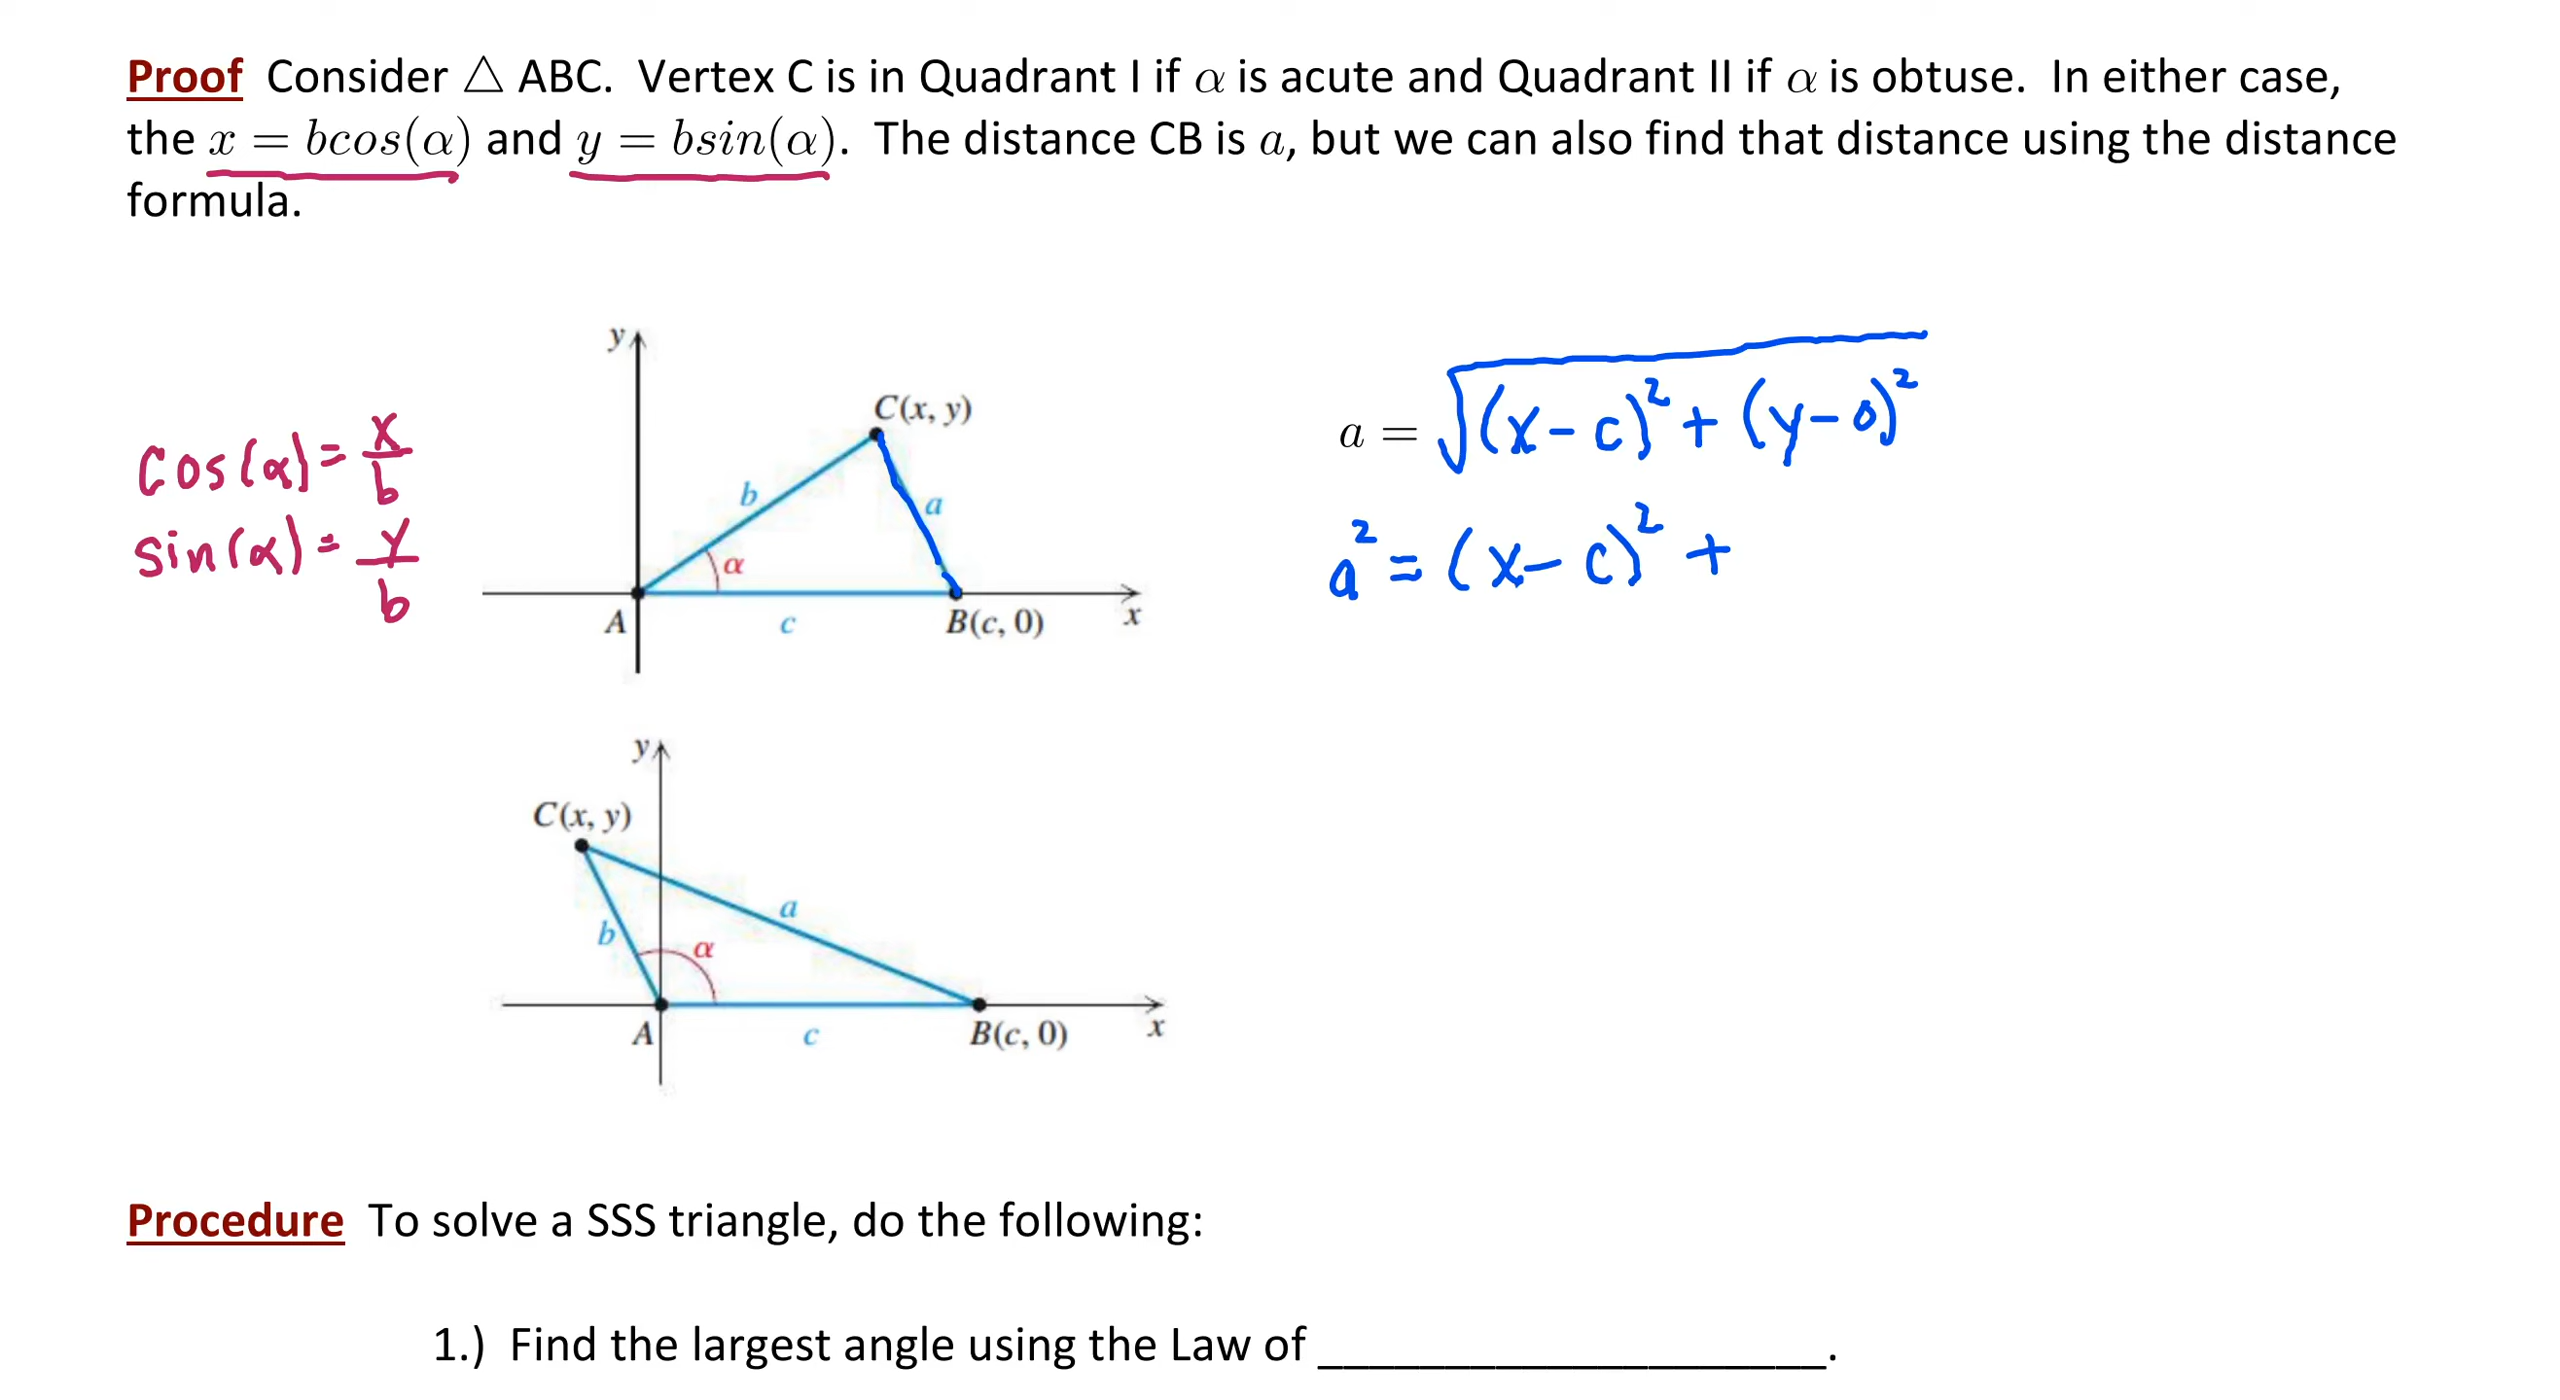 Proof Consider △ ABC. Vertex C is in Quadrant I if α is acute and Quadrant II if α is obtuse. In either case,
the x = bcos(α) and y = bsin(α). The distance CB is a, but we can also find that distance using the distance
formula.
cos(α) = x/b
sin(α) = y/b
y
C(x, y)
b
a
α
A
c
B(c, 0)
x
a = √((x-c)² + (y-0)²)
a² = (x-c)² +
y
C(x, y)
a
b
α
A
c
B(c, 0)
x
Procedure To solve a SSS triangle, do the following:
1.) Find the largest angle using the Law of ____________________.